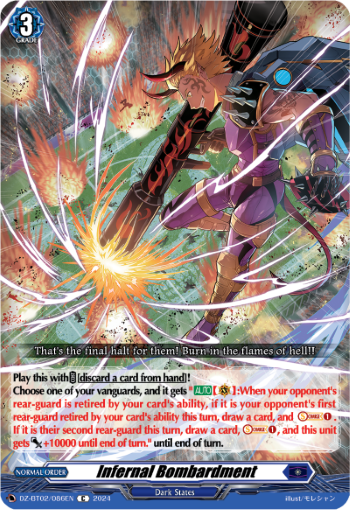 3
GRADE
That's the final halt for them! Burn in the flames of hell!!
Play this with [discard a card from hand]!
Choose one of your vanguards, and it gets "AUTO [ ]:When your opponent's
rear-guard is retired by your card's ability, if it is your opponent's first
rear-guard retired by your card's ability this turn, draw a card, and CHARGE 1.
If it is their second rear-guard this turn, draw a card, CHARGE 1, and this unit
gets +10000 until end of turn." until end of turn.
NORMAL ORDER
Infernal Bombardment
Dark States
DZ-BT02/086EN C 2024
illust/モレシャン